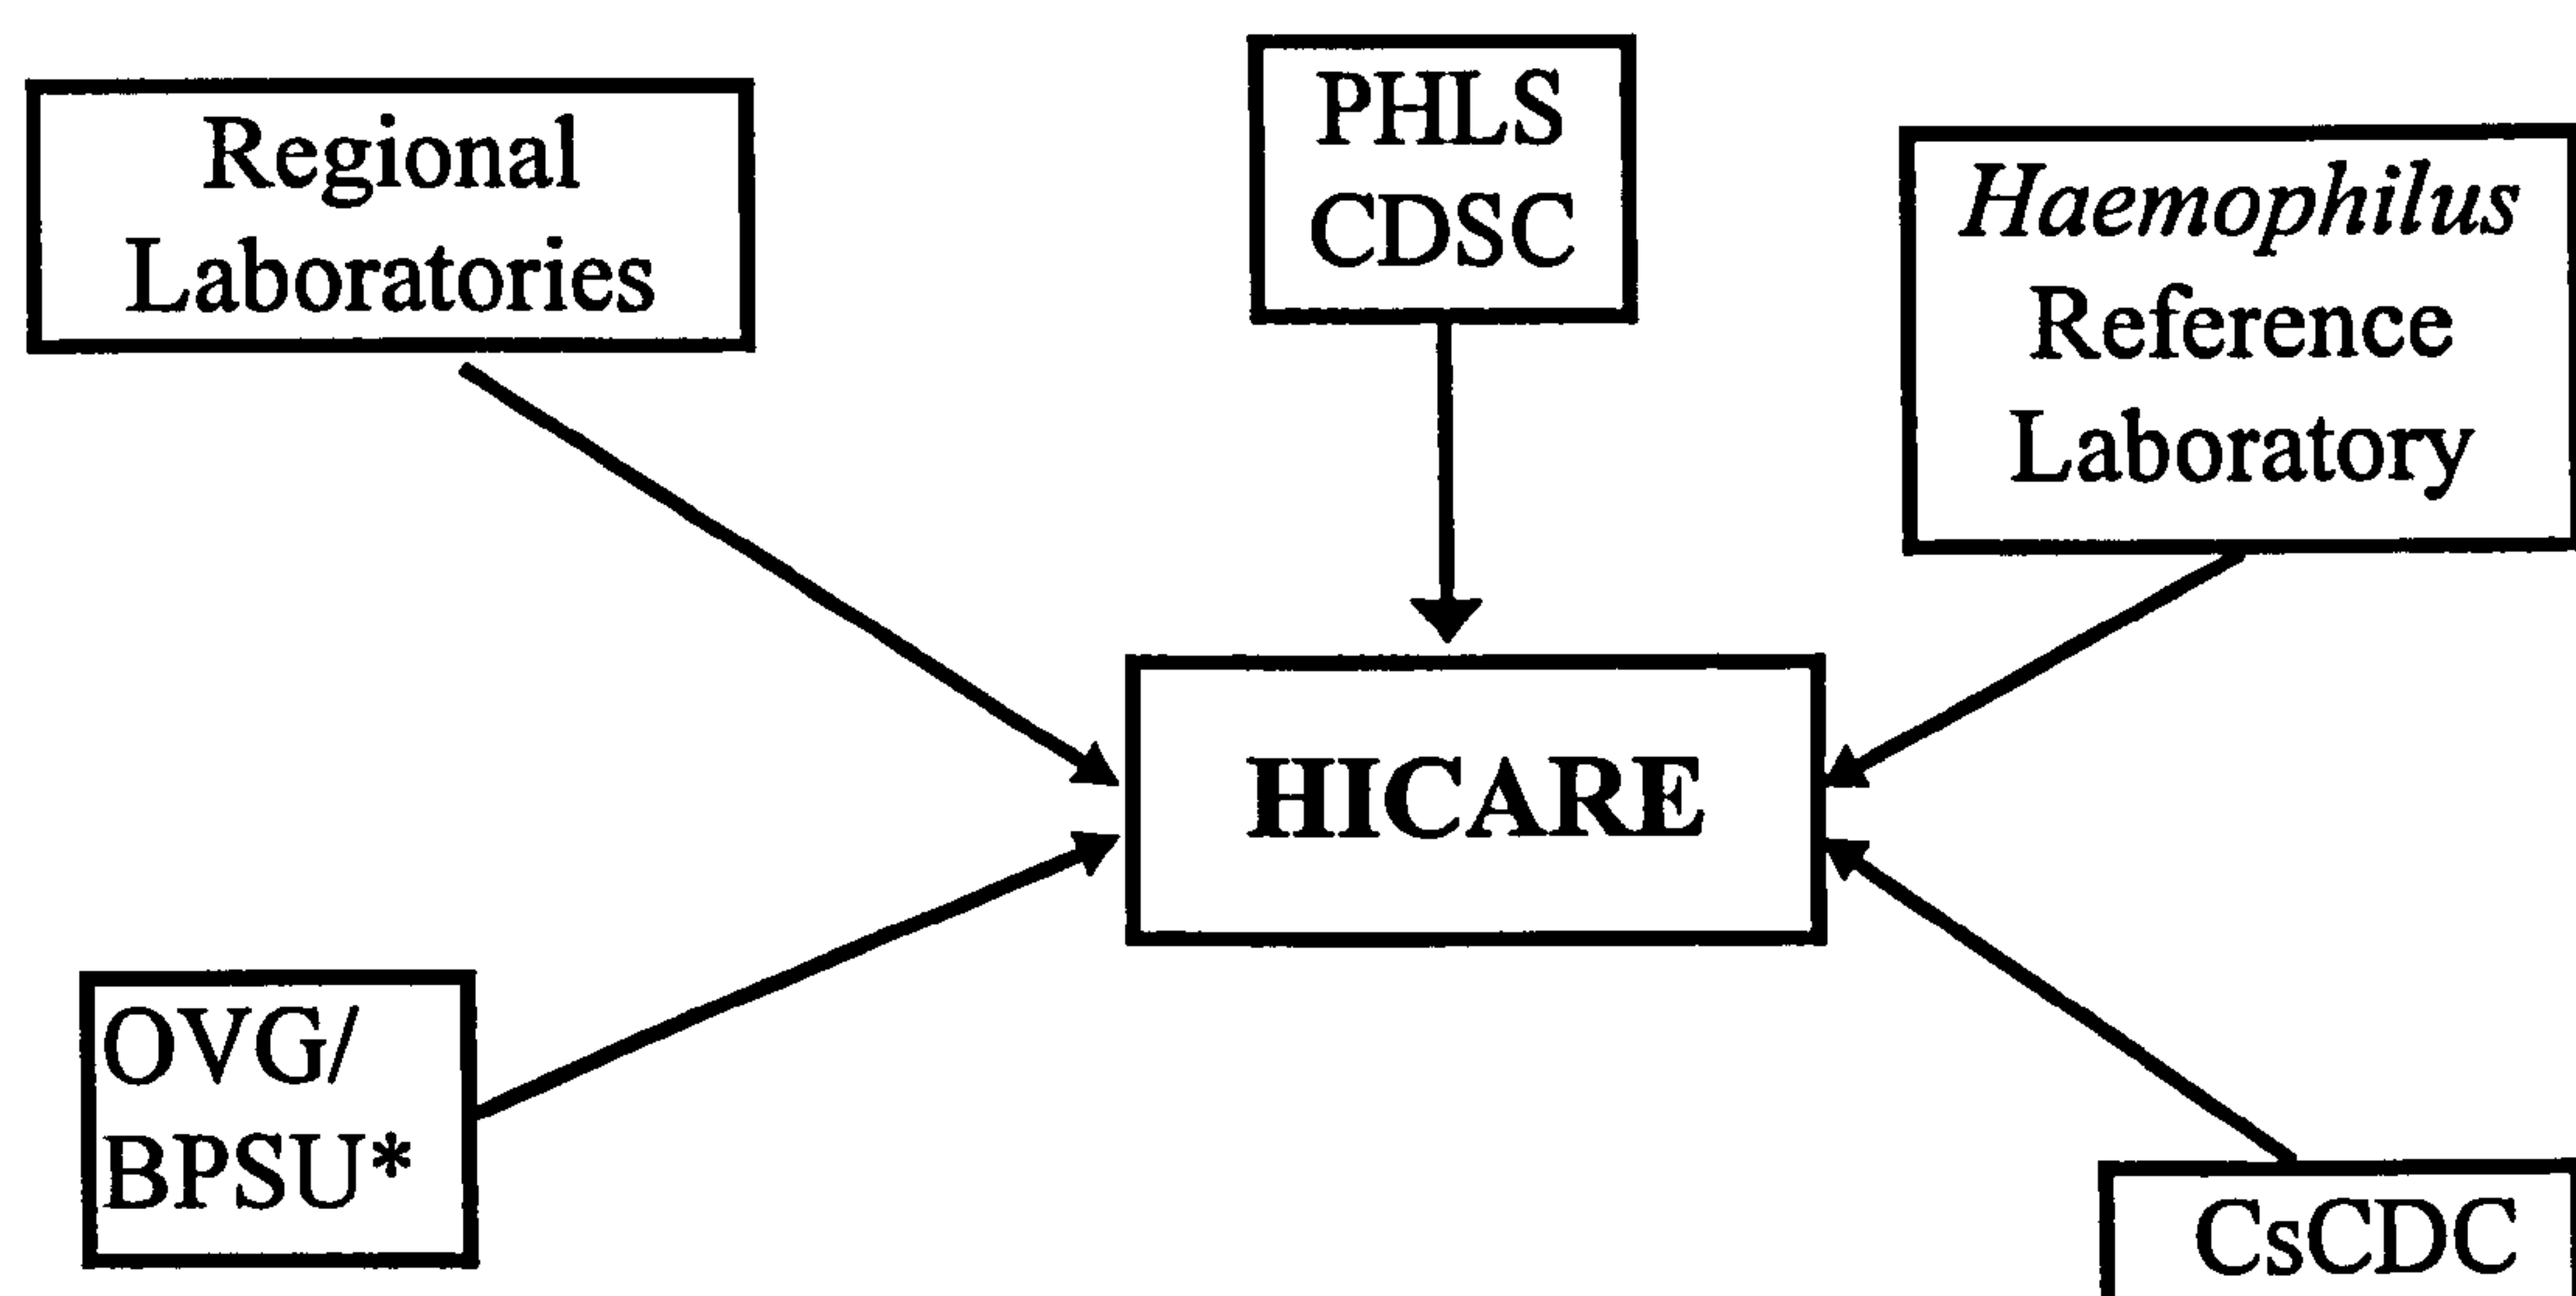 Regional
Laboratories
PHLS
CDSC
Haemophilus
Reference
Laboratory
HICARE
OVG/
BPSU*
CsCDC